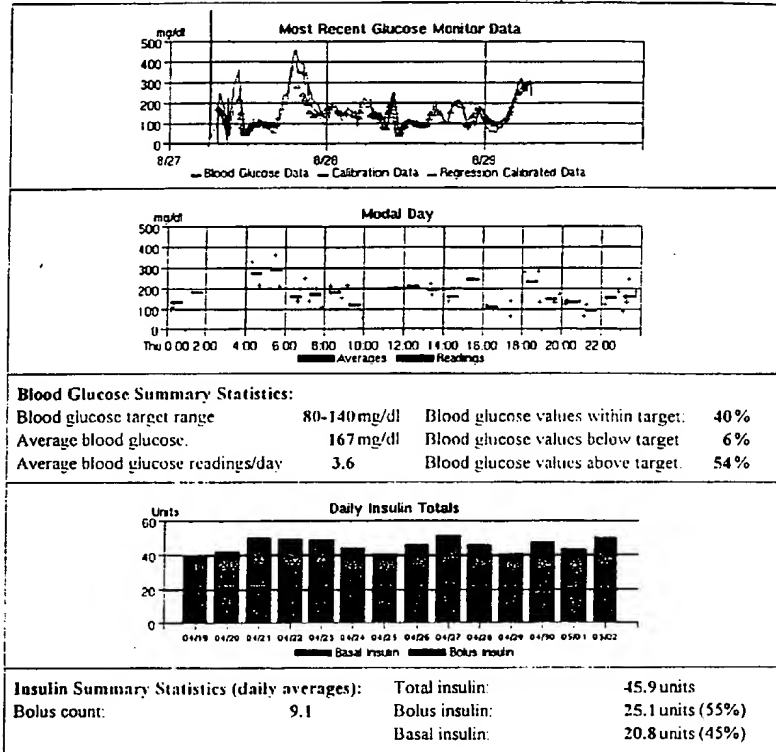 Most Recent Glucose Monitor Data
mg/dl
500
400
300
200
100
0
8/27 8/28 8/29
Blood Glucose Data Calibration Data Regression Calibrated Data
Modal Day
mg/dl
500
400
300
200
100
0
Thu 0:00 2:00 4:00 6:00 8:00 10:00 12:00 14:00 16:00 18:00 20:00 22:00
Averages Readings
Blood Glucose Summary Statistics:
Blood glucose target range 80-140 mg/dl Blood glucose values within target: 40%
Average blood glucose. 167 mg/dl Blood glucose values below target 6%
Average blood glucose readings/day 3.6 Blood glucose values above target. 54%
Daily Insulin Totals
Units
60
40
20
0
04/19 04/20 04/21 04/22 04/23 04/24 04/25 04/26 04/27 04/28 04/29 04/30 05/01 05/02
Basal Insulin Bolus Insulin
Insulin Summary Statistics (daily averages): Total insulin: 45.9 units
Bolus count: 9.1 Bolus insulin: 25.1 units (55%)
Basal insulin: 20.8 units (45%)